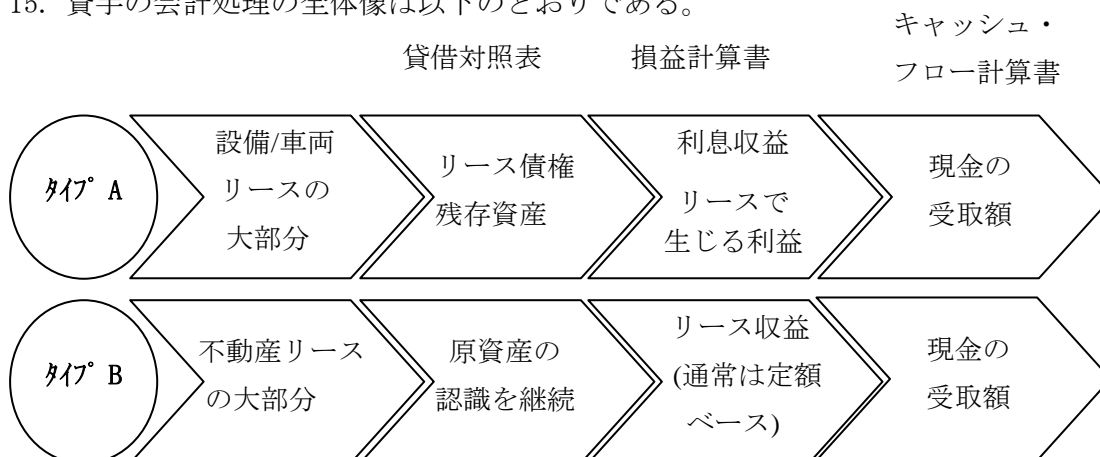 15. 貸手の会計処理の全体像は以下のとおりである。
貸借対照表
損益計算書
キャッシュ・
フロー計算書
ﾀｲﾌﾟ A
設備/車両
リースの
大部分
リース債権
残存資産
利息収益
リースで
生じる利益
現金の
受取額
ﾀｲﾌﾟ B
不動産リース
の大部分
原資産の
認識を継続
リース収益
(通常は定額
ベース)
現金の
受取額